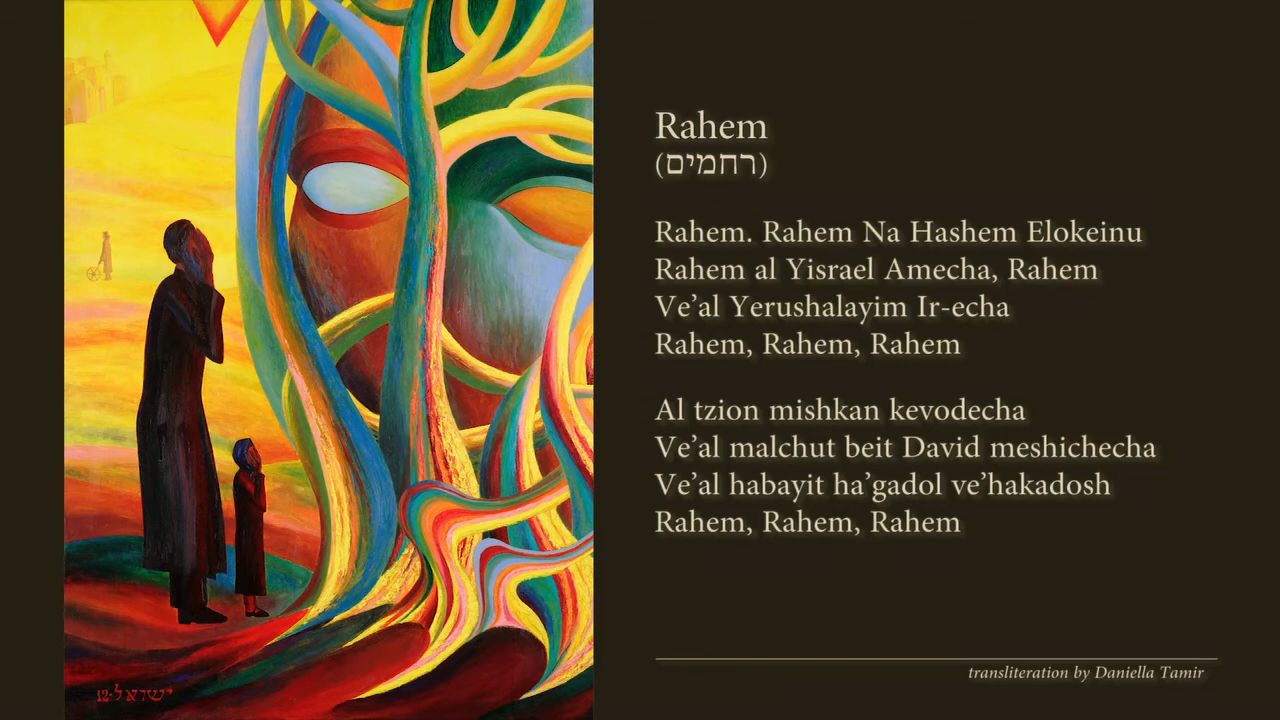 Rahem
(רחמים)
Rahem. Rahem Na Hashem Elokeinu
Rahem al Yisrael Amecha, Rahem
Ve’al Yerushalayim Ir-echa
Rahem, Rahem, Rahem
Al tzion mishkan kevodecha
Ve’al malchut beit David meshichecha
Ve’al habayit ha’gadol ve’hakadosh
Rahem, Rahem, Rahem
transliteration by Daniella Tamir
ישראל-12